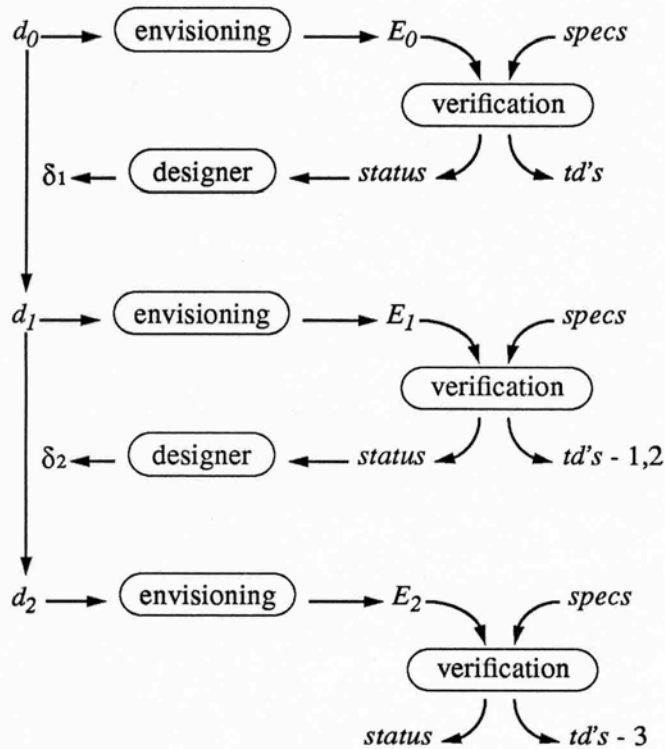 d0 envisioning E0 specs
verification
δ1 designer status td's
d1 envisioning E1 specs
verification
δ2 designer status td's - 1,2
d2 envisioning E2 specs
verification
status td's - 3